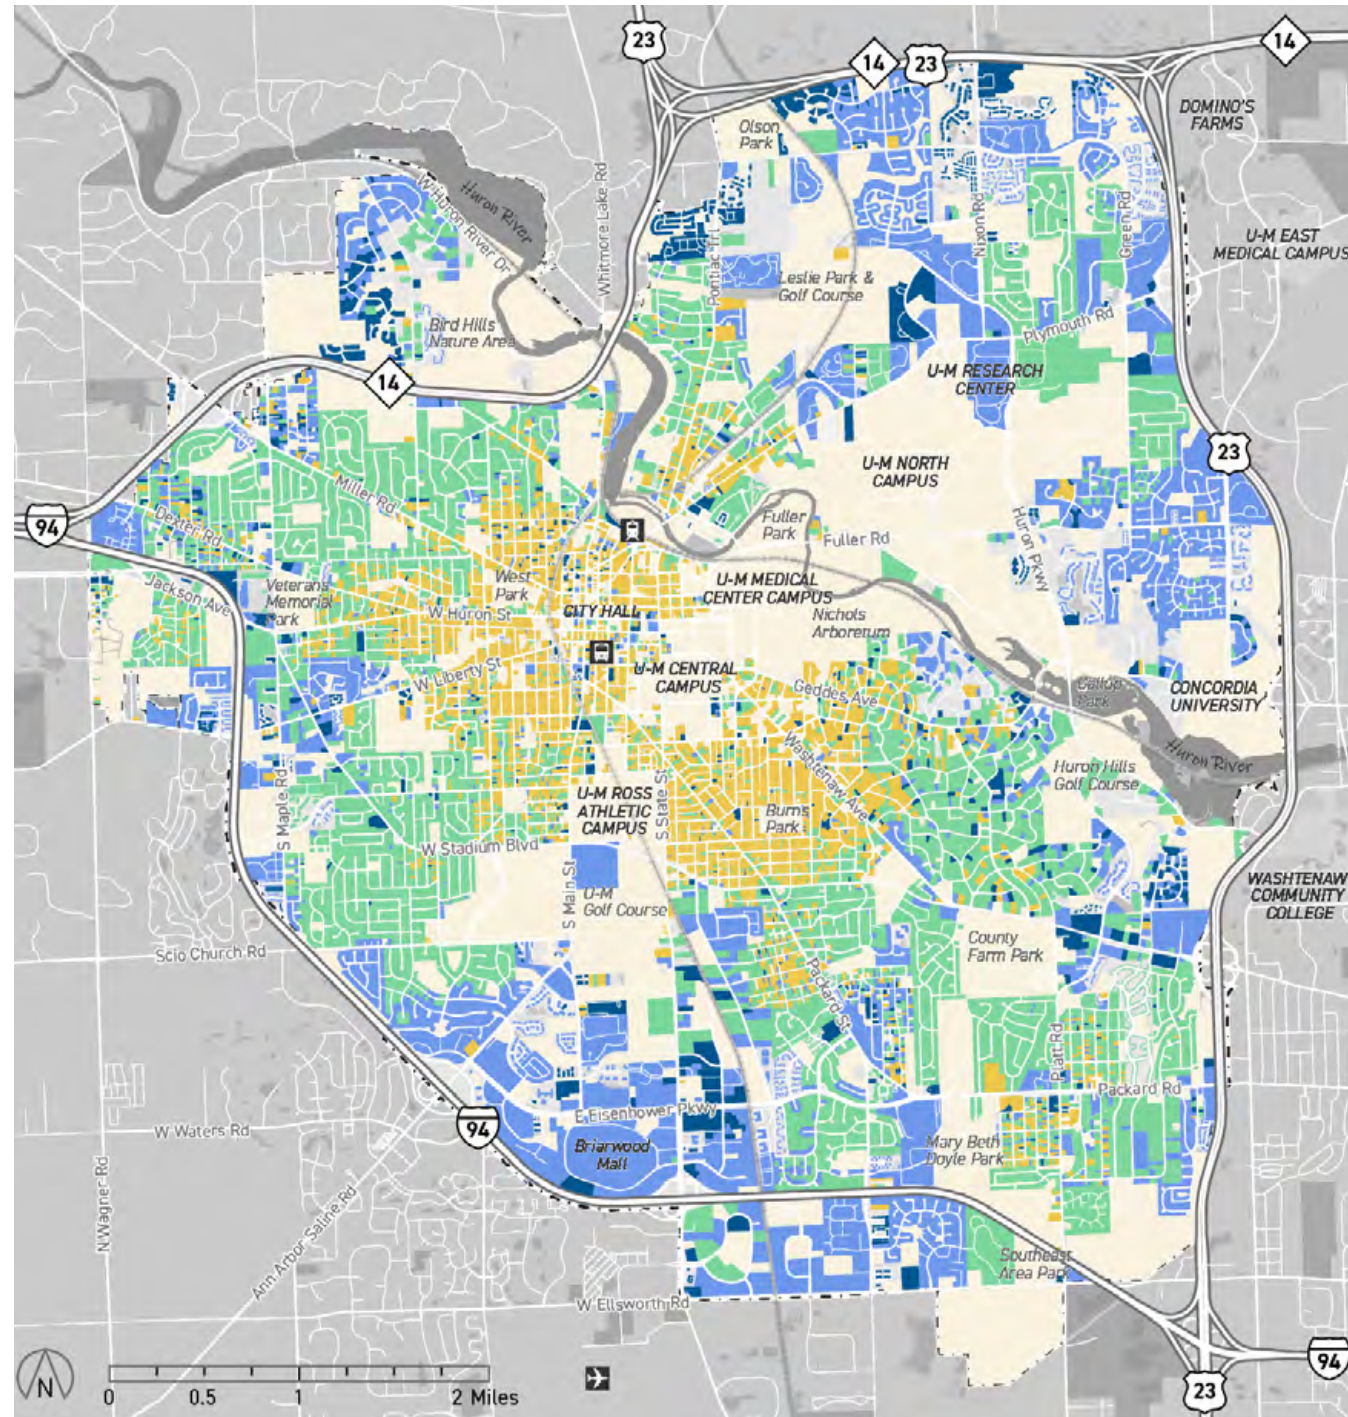 23
14
14
23
DOMINO'S
FARMS
Olson
Park
W Huron River Dr
Huron River
Whitmore Lake Rd
Pontiac Trl
Nixon Rd
Green Rd
U-M EAST
MEDICAL CAMPUS
Leslie Park &
Golf Course
Bird Hills
Nature Area
Plymouth Rd
14
U-M RESEARCH
CENTER
23
U-M NORTH
CAMPUS
Miller Rd
94
Dexter Rd
Fuller
Park
Fuller Rd
Huron Pkwy
Jackson Ave
Veterans
Memorial
Park
West
Park
U-M MEDICAL
CENTER CAMPUS
W Huron St
CITY HALL
Nichols
Arboretum
W Liberty St
U-M CENTRAL
CAMPUS
Geddes Ave
Gallup
Park
CONCORDIA
UNIVERSITY
Washtenaw Ave
Huron River
Huron Hills
Golf Course
S Maple Rd
U-M ROSS
ATHLETIC
CAMPUS
S State St
Burns
Park
W Stadium Blvd
S Main St
U-M
Golf Course
WASHTENAW
COMMUNITY
COLLEGE
Scio Church Rd
County
Farm Park
Packard St
Platt Rd
Packard Rd
E Eisenhower Pkwy
W Waters Rd
94
Briarwood
Mall
Mary Beth
Doyle Park
N Wagner Rd
Ann Arbor Saline Rd
Southeast
Area Park
W Ellsworth Rd
N
0
0.5
1
2 Miles
94
23